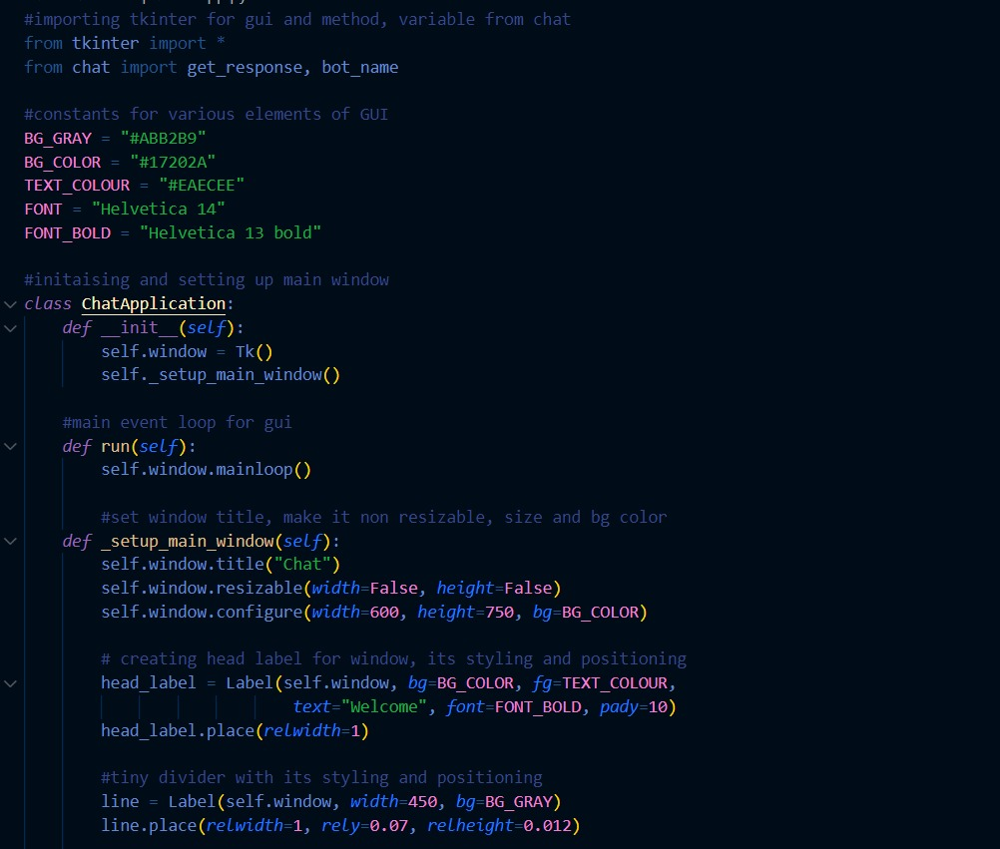 #importing tkinter for gui and method, variable from chat
from tkinter import *
from chat import get_response, bot_name
#constants for various elements of GUI
BG_GRAY = "#ABB2B9"
BG_COLOR = "#17202A"
TEXT_COLOUR = "#EAECEE"
FONT = "Helvetica 14"
FONT_BOLD = "Helvetica 13 bold"
#initaising and setting up main window
class ChatApplication:
def __init__(self):
self.window = Tk()
self._setup_main_window()
#main event loop for gui
def run(self):
self.window.mainloop()
#set window title, make it non resizable, size and bg color
def _setup_main_window(self):
self.window.title("Chat")
self.window.resizable(width=False, height=False)
self.window.configure(width=600, height=750, bg=BG_COLOR)
# creating head label for window, its styling and positioning
head_label = Label(self.window, bg=BG_COLOR, fg=TEXT_COLOUR,
text="Welcome", font=FONT_BOLD, pady=10)
head_label.place(relwidth=1)
#tiny divider with its styling and positioning
line = Label(self.window, width=450, bg=BG_GRAY)
line.place(relwidth=1, rely=0.07, relheight=0.012)